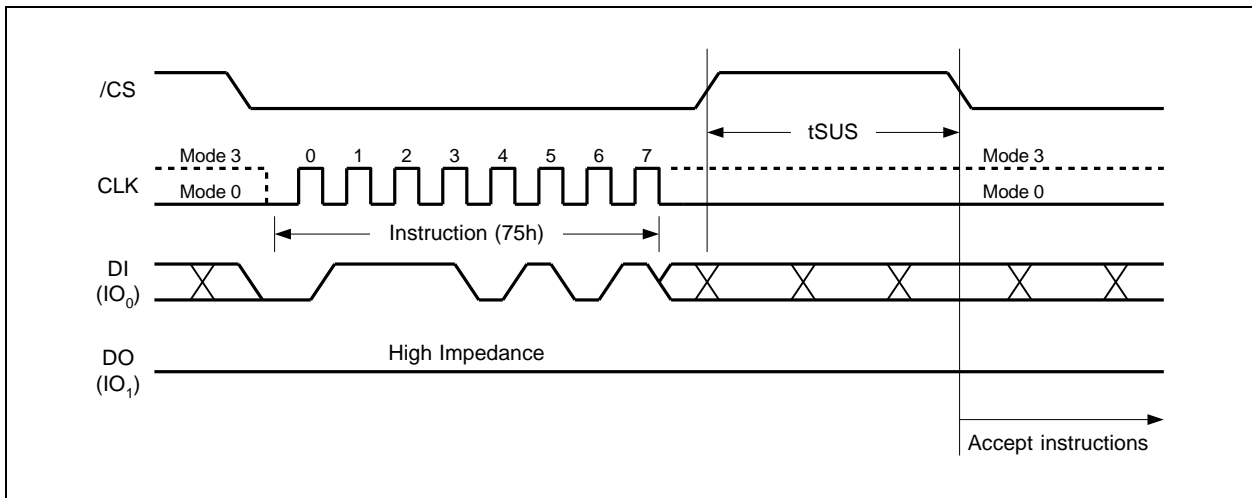 /CS
tSUS
Mode 3 0 1 2 3 4 5 6 7 Mode 3
CLK
Mode 0 Mode 0
Instruction (75h)
DI
(IO0)
High Impedance
DO
(IO1)
Accept instructions